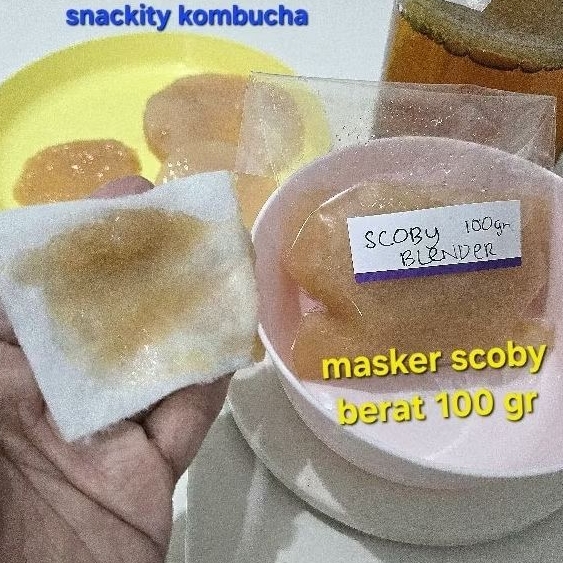 snackity kombucha
SCOBY 100gr
BLENDER
masker scoby
berat 100 gr